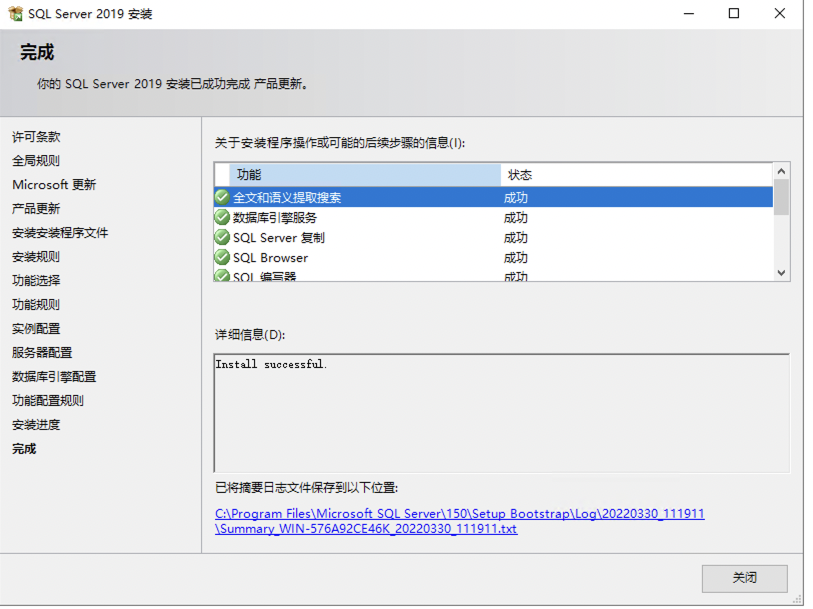 SQL Server 2019 安装
完成
你的 SQL Server 2019 安装已成功完成 产品更新。
许可条款
全局规则
Microsoft 更新
产品更新
安装安装程序文件
安装规则
功能选择
功能规则
实例配置
服务器配置
数据库引擎配置
功能配置规则
安装进度
完成
关于安装程序操作或可能的后续步骤的信息(I):
功能 状态
全文和语义提取搜索 成功
数据库引擎服务 成功
SQL Server 复制 成功
SQL Browser 成功
SQL 编写器 成功
详细信息(D):
Install successful.
已将摘要日志文件保存到以下位置:
C:\Program Files\Microsoft SQL Server\150\Setup Bootstrap\Log\20220330_111911
\Summary_WIN-576A92CE46K_20220330_111911.txt
关闭